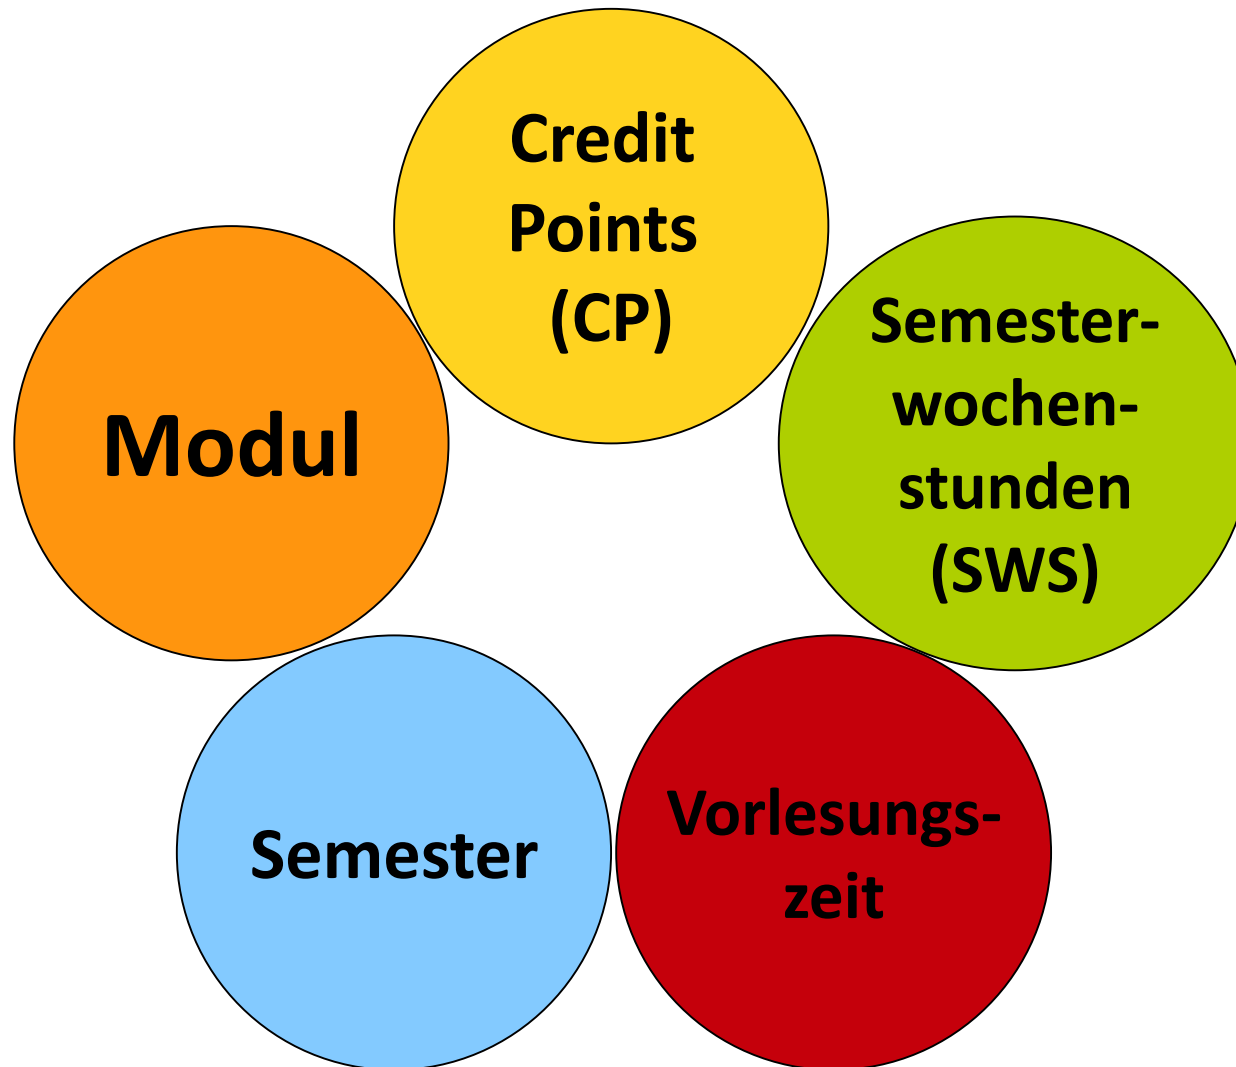 Credit
Points
(CP)
Semester-
wochen-
stunden
(SWS)
Modul
Semester
Vorlesungs-
zeit